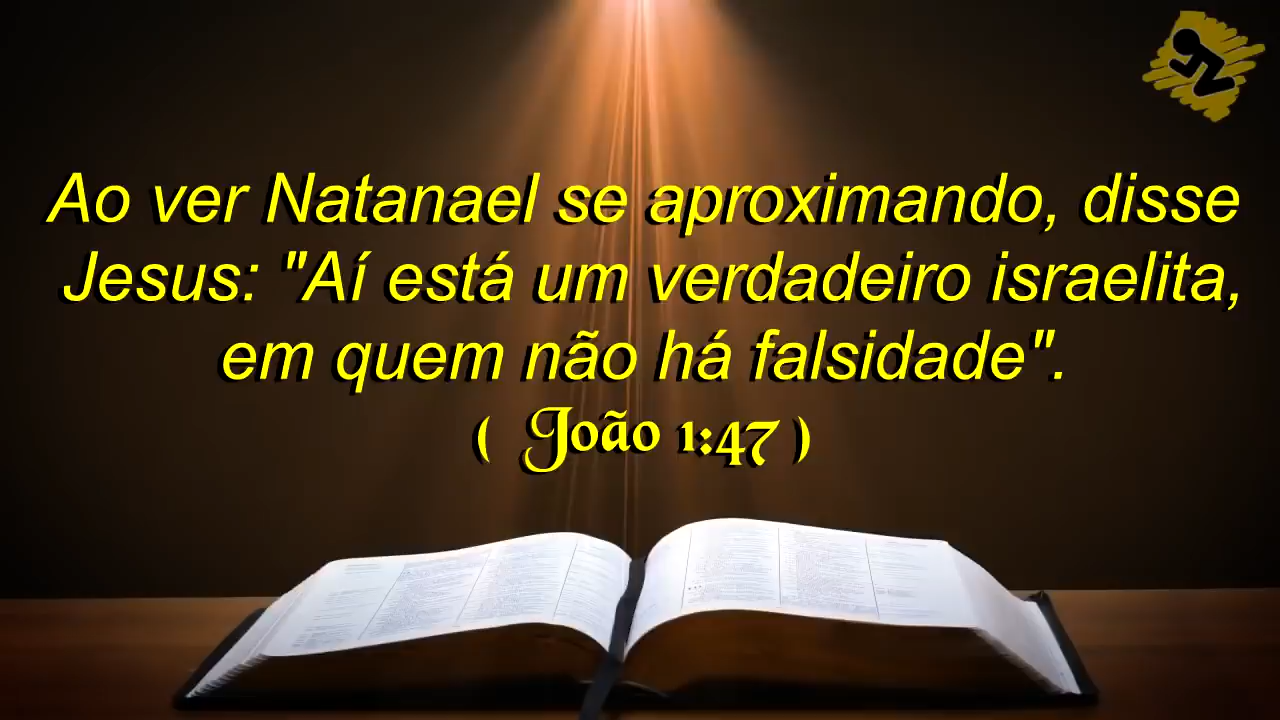 Ao ver Natanael se aproximando, disse
Jesus: "Aí está um verdadeiro israelita,
em quem não há falsidade".
( João 1:47 )